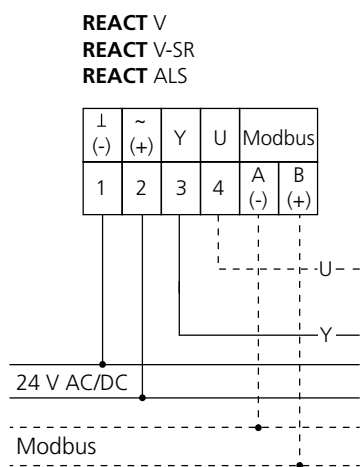 REACT V
REACT V-SR
REACT ALS
⊥ ~ Y U Modbus
(-) (+)
1 2 3 4 A B
(-) (+)
U
Y
24 V AC/DC
Modbus